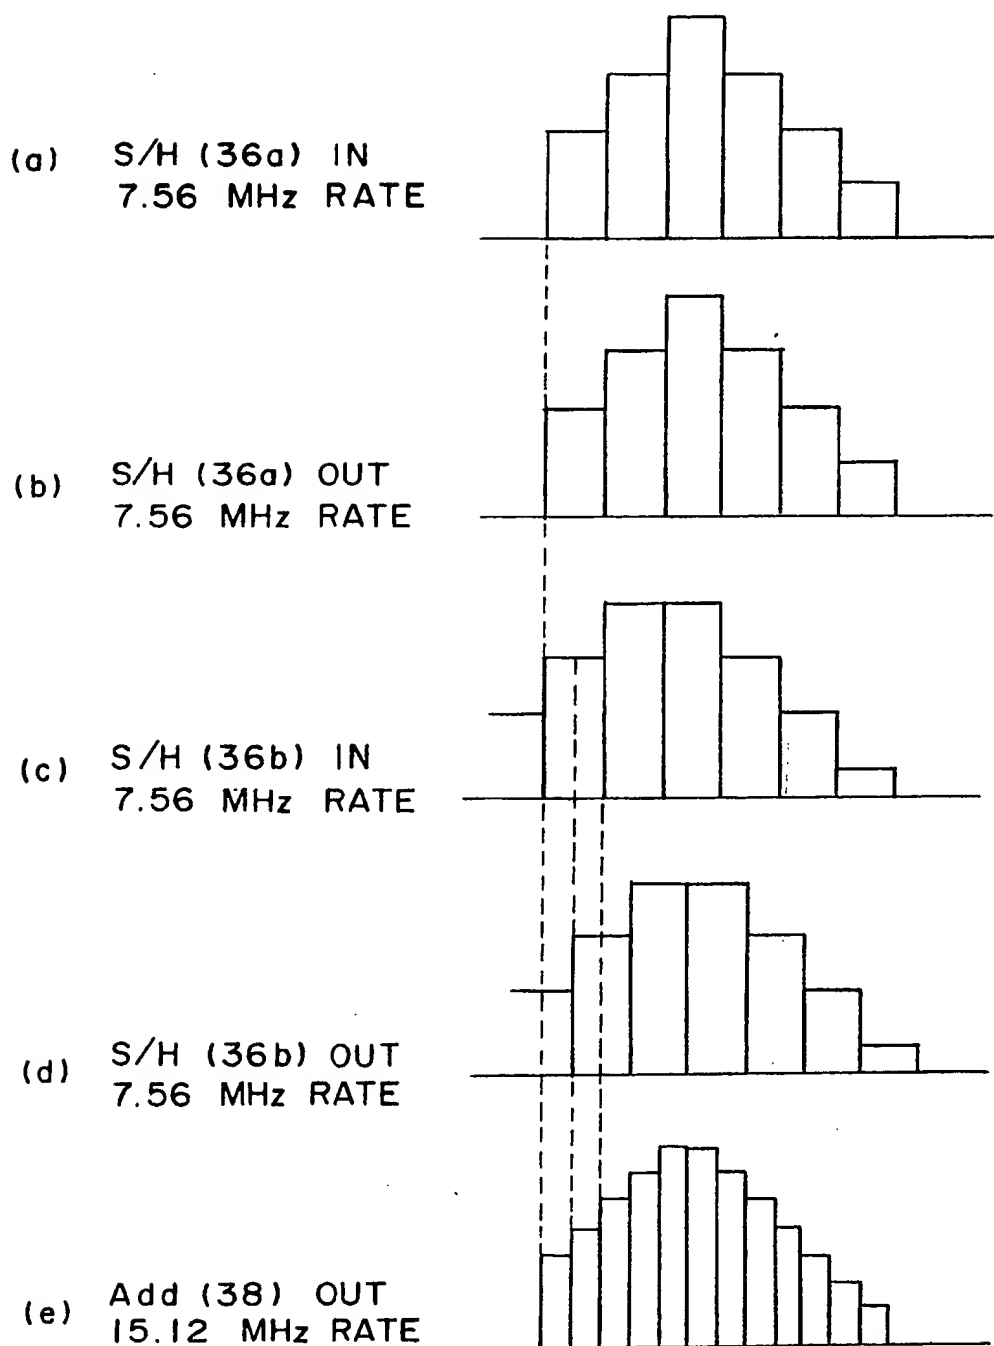 (a) S/H (36a) IN
7.56 MHz RATE
(b) S/H (36a) OUT
7.56 MHz RATE
(c) S/H (36b) IN
7.56 MHz RATE
(d) S/H (36b) OUT
7.56 MHz RATE
(e) Add (38) OUT
15.12 MHz RATE